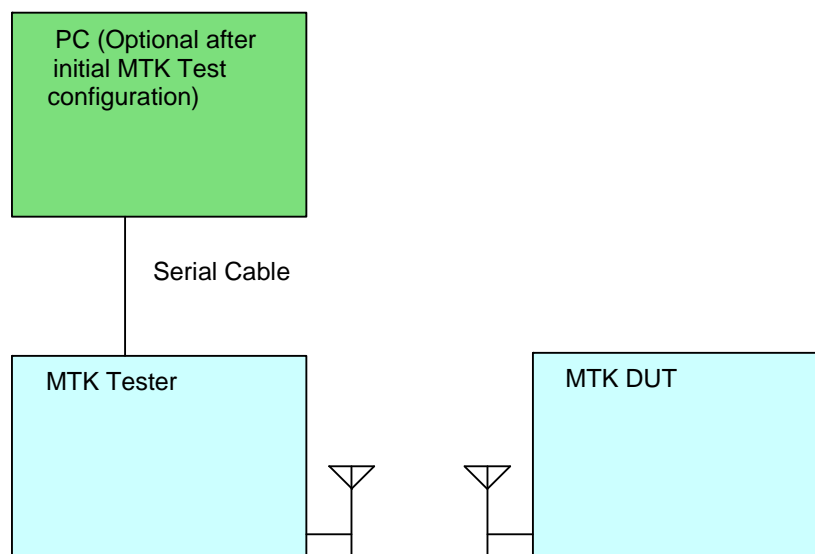 PC (Optional after
initial MTK Test
configuration)
Serial Cable
MTK Tester
MTK DUT